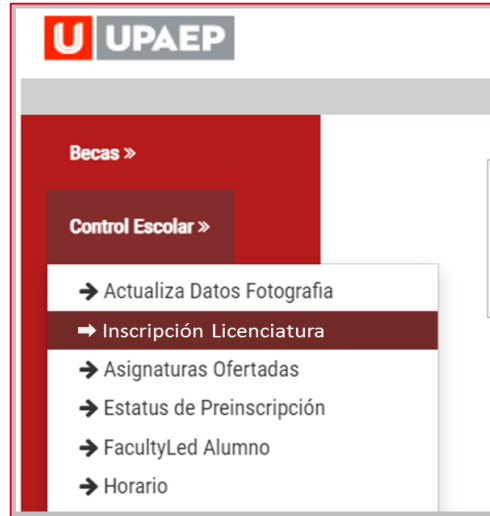 U UPAEP
Becas »
Control Escolar »
Actualiza Datos Fotografia
Inscripción Licenciatura
Asignaturas Ofertadas
Estatus de Preinscripción
FacultyLed Alumno
Horario